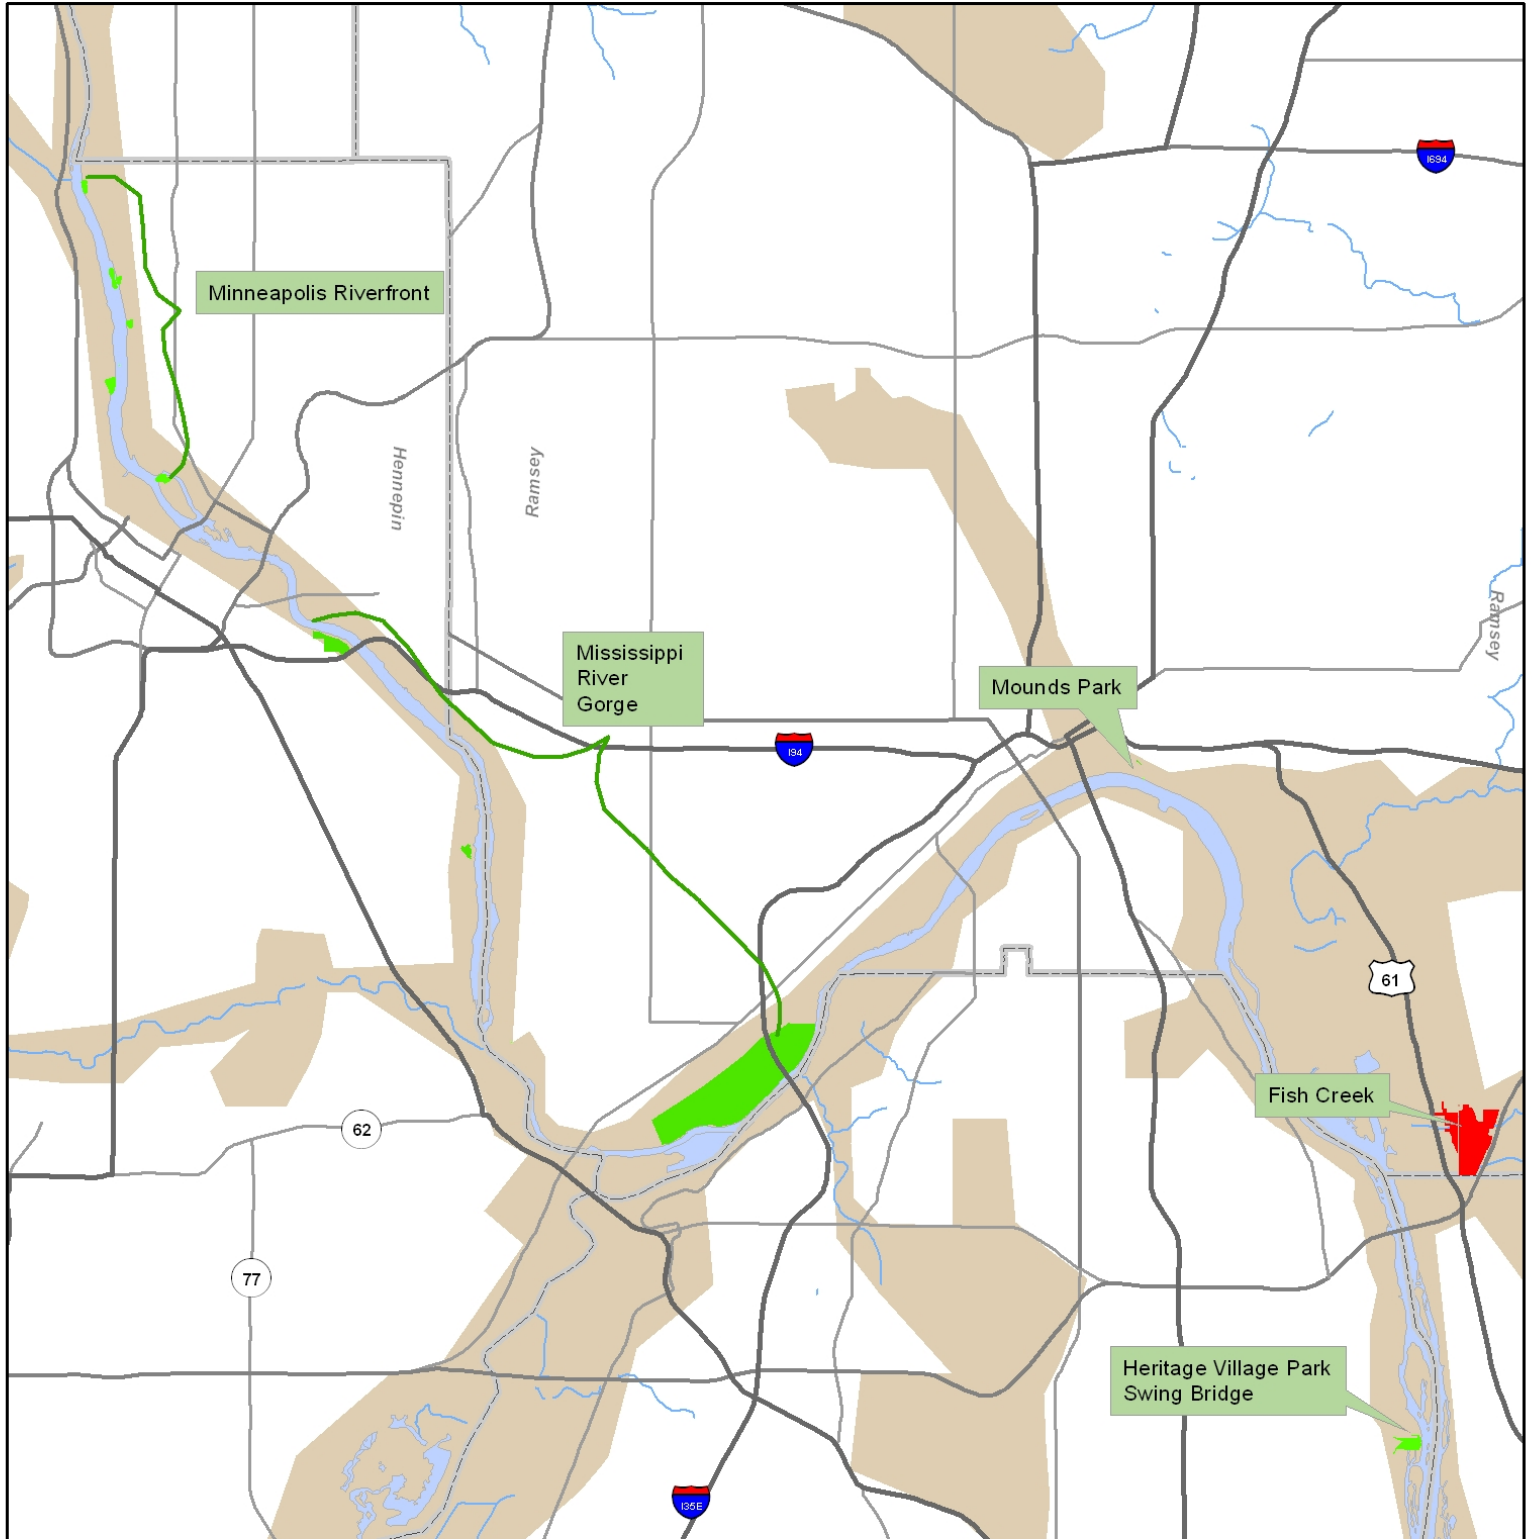 I694
Minneapolis Riverfront
Hennepin
Ramsey
Ramsey
Mississippi
River
Gorge
Mounds Park
I94
61
Fish Creek
62
77
Heritage Village Park
Swing Bridge
I35E